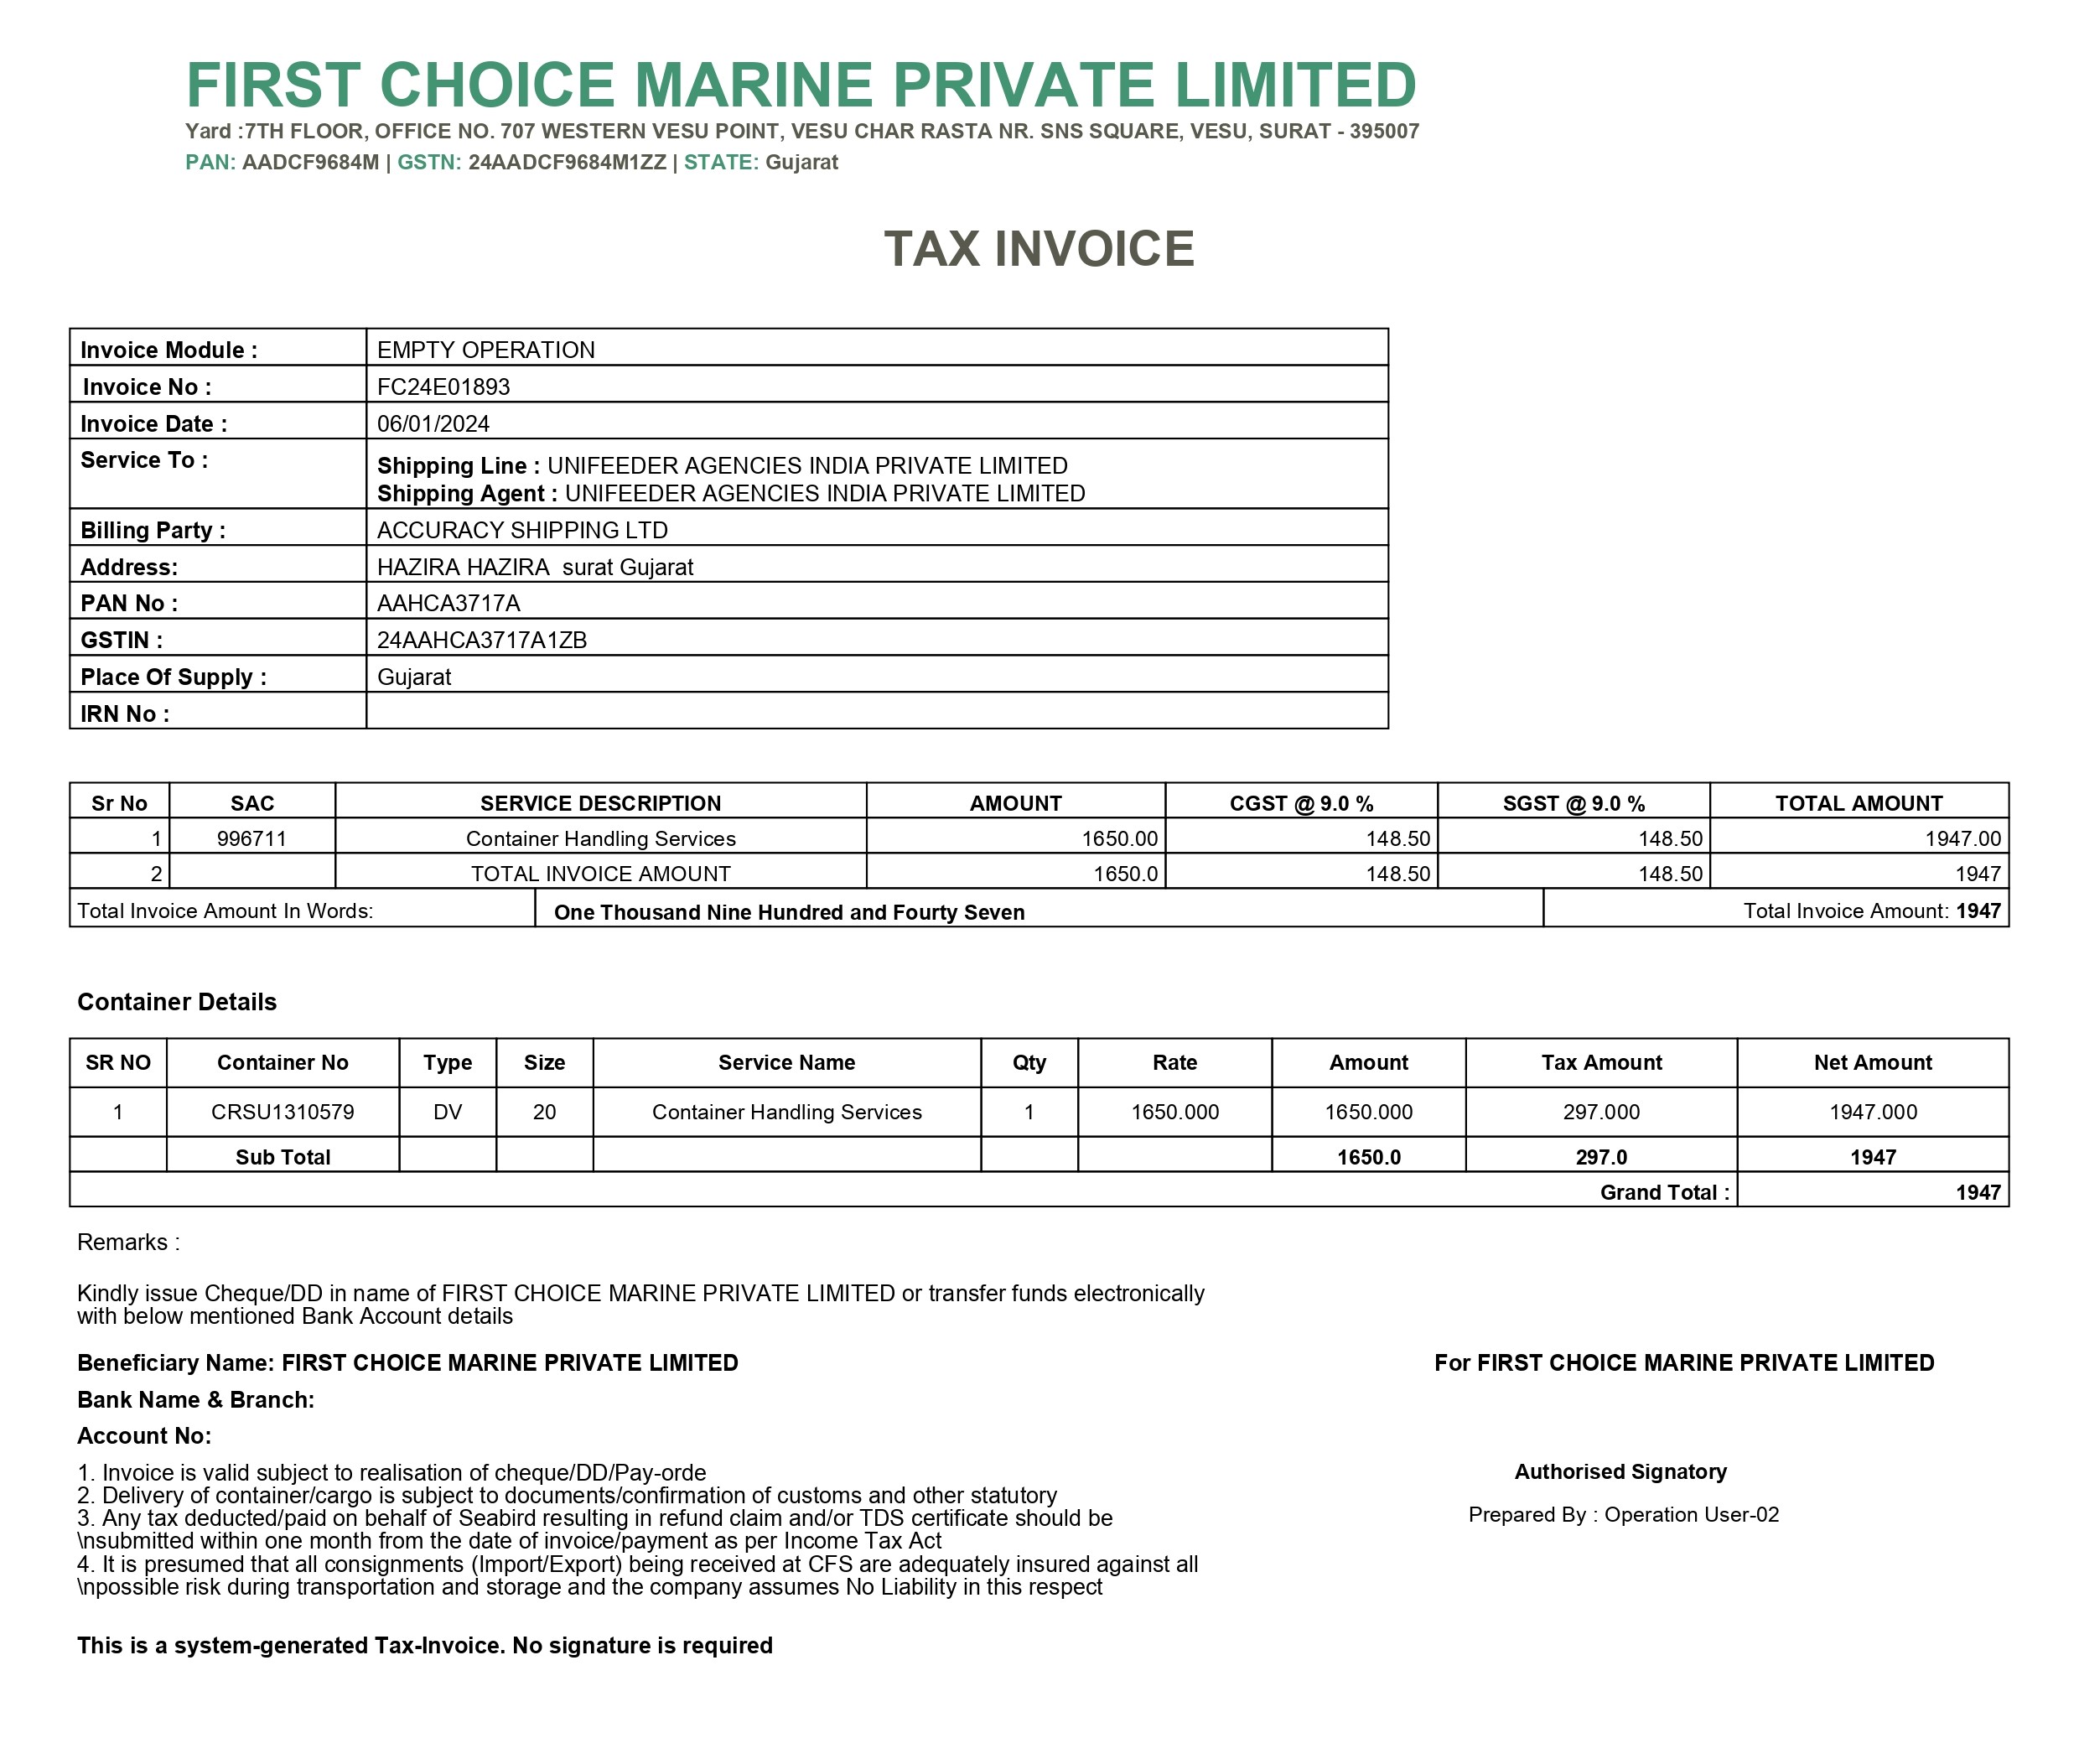 FIRST CHOICE MARINE PRIVATE LIMITED
Yard :7TH FLOOR, OFFICE NO. 707 WESTERN VESU POINT, VESU CHAR RASTA NR. SNS SQUARE, VESU, SURAT - 395007
PAN: AADCF9684M | GSTN: 24AADCF9684M1ZZ | STATE: Gujarat
TAX INVOICE
Invoice Module : EMPTY OPERATION
Invoice No : FC24E01893
Invoice Date : 06/01/2024
Service To : Shipping Line : UNIFEEDER AGENCIES INDIA PRIVATE LIMITED
Shipping Agent : UNIFEEDER AGENCIES INDIA PRIVATE LIMITED
Billing Party : ACCURACY SHIPPING LTD
Address: HAZIRA HAZIRA  surat Gujarat
PAN No : AAHCA3717A
GSTIN : 24AAHCA3717A1ZB
Place Of Supply : Gujarat
IRN No :
Sr No SAC SERVICE DESCRIPTION AMOUNT CGST @ 9.0 % SGST @ 9.0 % TOTAL AMOUNT
1 996711 Container Handling Services 1650.00 148.50 148.50 1947.00
2 TOTAL INVOICE AMOUNT 1650.0 148.50 148.50 1947
Total Invoice Amount In Words: One Thousand Nine Hundred and Fourty Seven Total Invoice Amount: 1947
Container Details
SR NO Container No Type Size Service Name Qty Rate Amount Tax Amount Net Amount
1 CRSU1310579 DV 20 Container Handling Services 1 1650.000 1650.000 297.000 1947.000
Sub Total 1650.0 297.0 1947
Grand Total : 1947
Remarks :
Kindly issue Cheque/DD in name of FIRST CHOICE MARINE PRIVATE LIMITED or transfer funds electronically
with below mentioned Bank Account details
Beneficiary Name: FIRST CHOICE MARINE PRIVATE LIMITED
Bank Name & Branch:
Account No:
1. Invoice is valid subject to realisation of cheque/DD/Pay-orde
2. Delivery of container/cargo is subject to documents/confirmation of customs and other statutory
3. Any tax deducted/paid on behalf of Seabird resulting in refund claim and/or TDS certificate should be
\nsubmitted within one month from the date of invoice/payment as per Income Tax Act
4. It is presumed that all consignments (Import/Export) being received at CFS are adequately insured against all
\npossible risk during transportation and storage and the company assumes No Liability in this respect
For FIRST CHOICE MARINE PRIVATE LIMITED
Authorised Signatory
Prepared By : Operation User-02
This is a system-generated Tax-Invoice. No signature is required